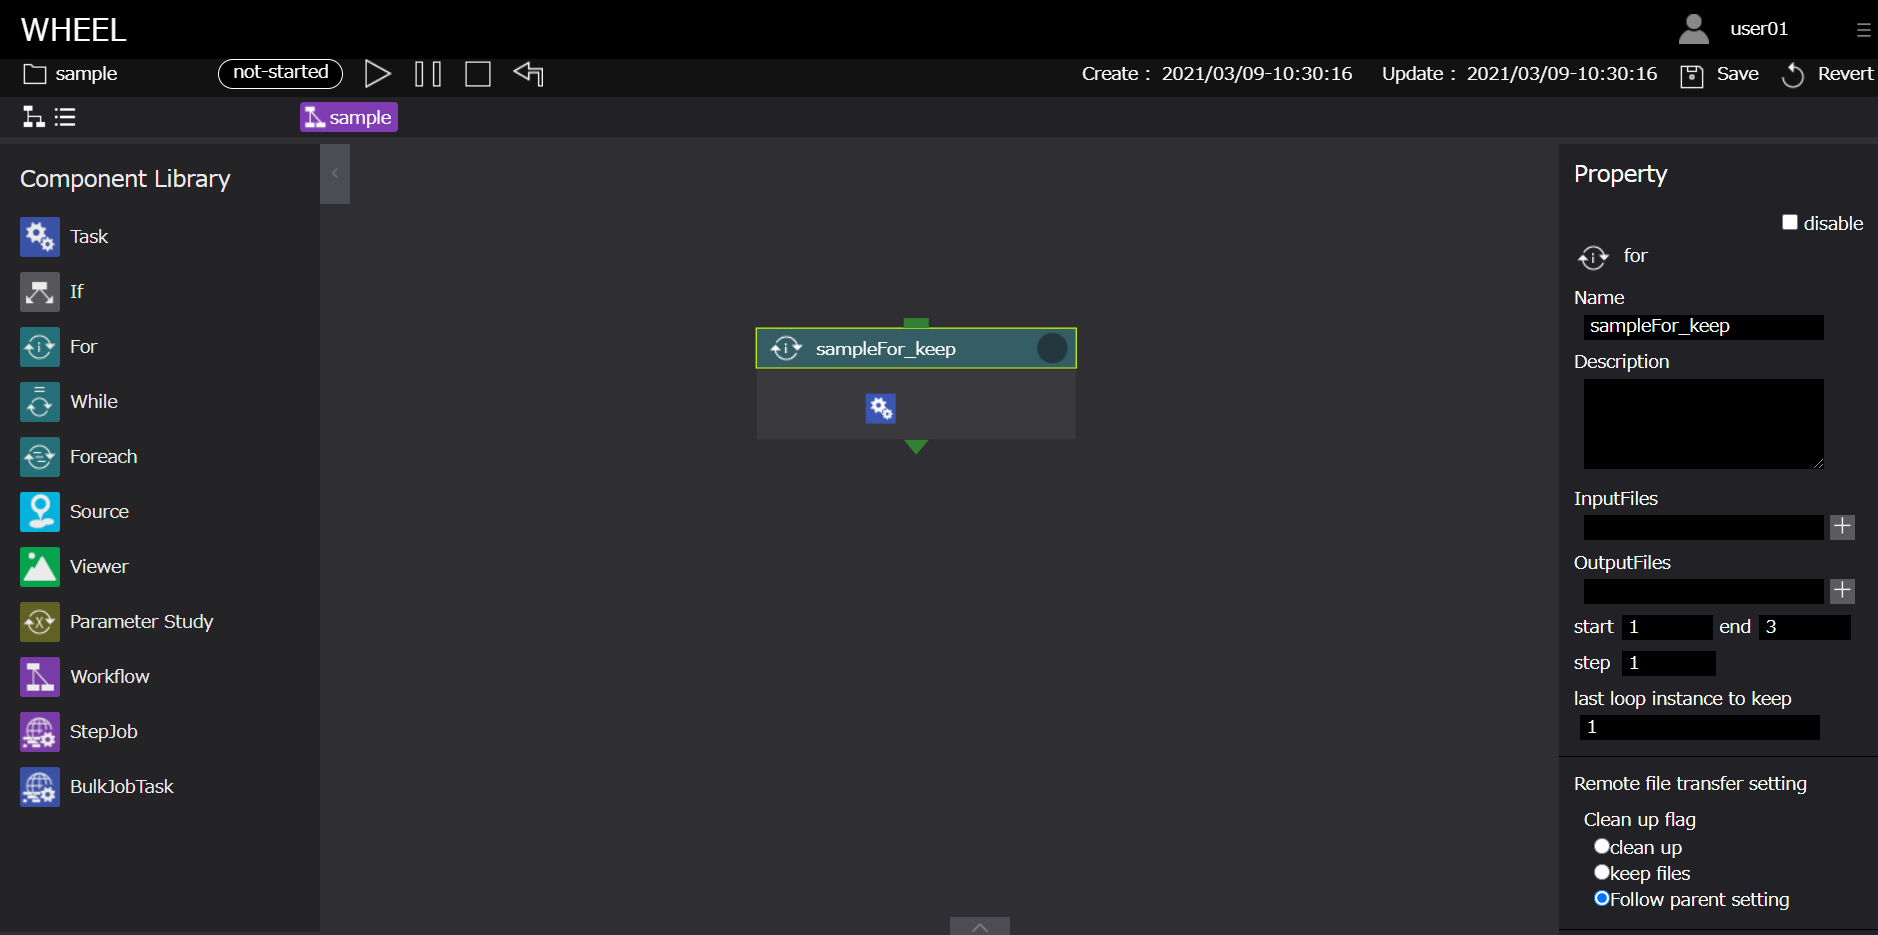 WHEEL
user01
sample
not-started
Create : 2021/03/09-10:30:16 Update : 2021/03/09-10:30:16 Save Revert
sample
Component Library
Task
If
For
While
Foreach
Source
Viewer
Parameter Study
Workflow
StepJob
BulkJobTask
sampleFor_keep
Property
disable
for
Name
sampleFor_keep
Description
InputFiles
OutputFiles
start 1 end 3
step 1
last loop instance to keep
1
Remote file transfer setting
Clean up flag
clean up
keep files
Follow parent setting